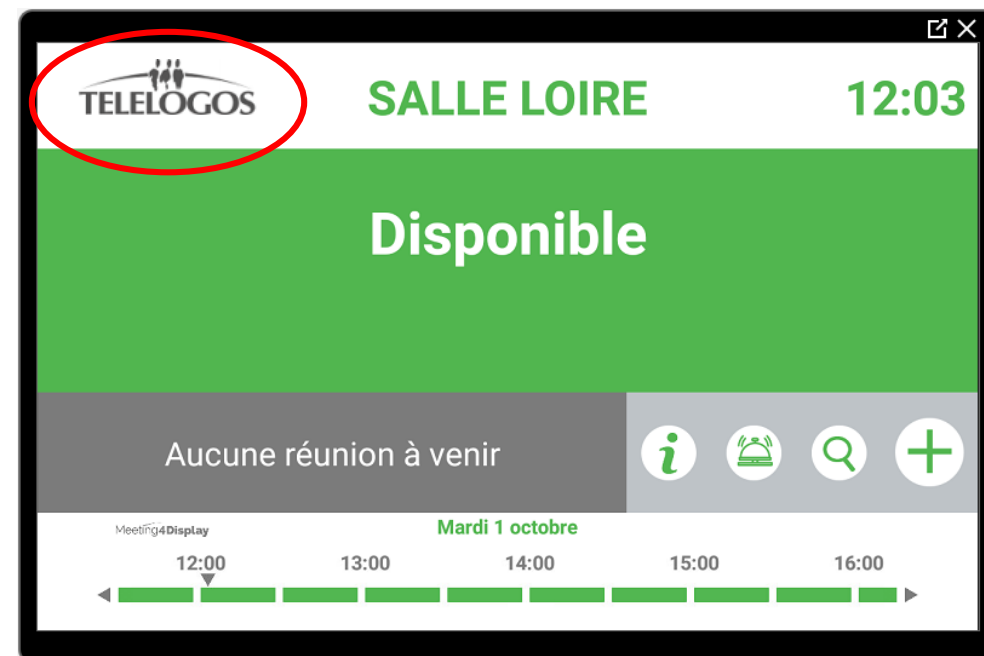 TELELOGOS
SALLE LOIRE
12:03
Disponible
Aucune réunion à venir
Meeting4Display
Mardi 1 octobre
12:00 13:00 14:00 15:00 16:00